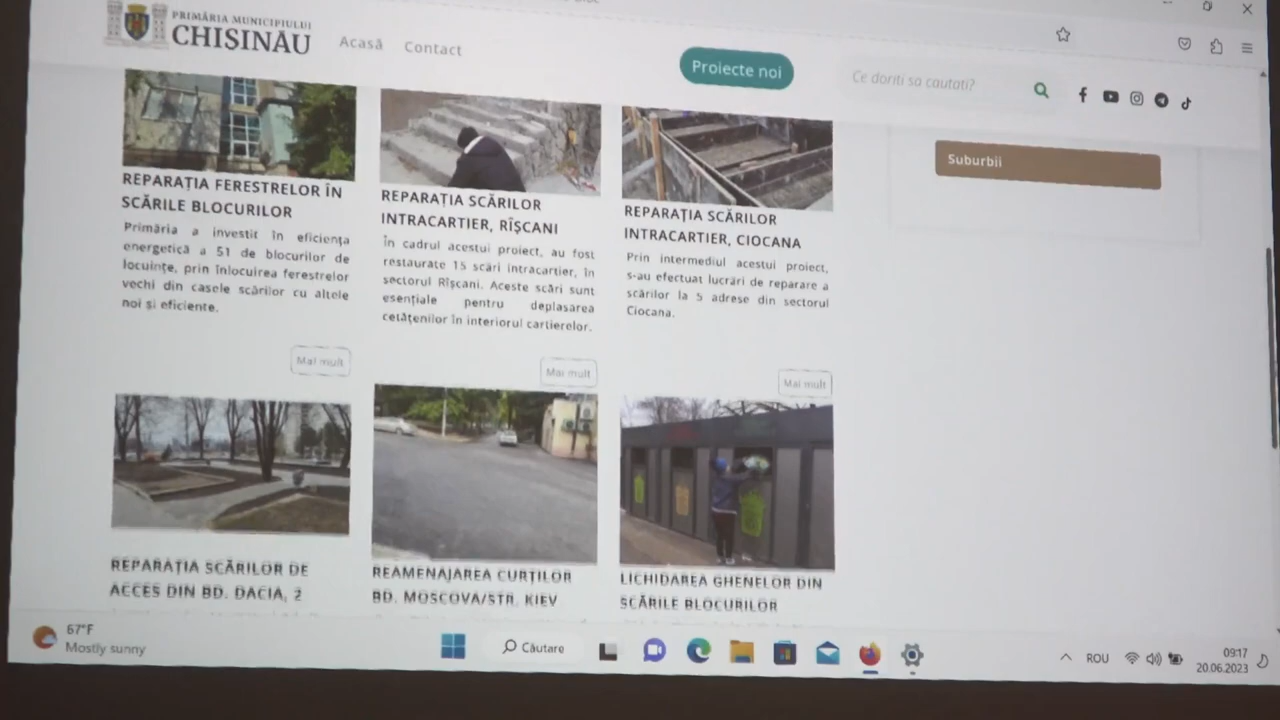 PRIMĂRIA MUNICIPIULUI
CHIȘINĂU
Acasă
Contact
Proiecte noi
Ce doriti sa cautati?
Suburbii
REPARAȚIA FERESTRELOR ÎN
SCĂRILE BLOCURILOR
Primăria a investit în eficiența
energetică a 51 de blocurilor de
locuințe, prin înlocuirea ferestrelor
vechi din casele scărilor cu altele
noi și eficiente.
Mai mult
REPARAȚIA SCĂRILOR
INTRACARTIER, RÎȘCANI
În cadrul acestui proiect, au fost
restaurate 15 scări intracartier, în
sectorul Rîșcani. Aceste scări sunt
esențiale pentru deplasarea
cetățenilor în interiorul cartierelor.
Mai mult
REPARAȚIA SCĂRILOR
INTRACARTIER, CIOCANA
Prin intermediul acestui proiect,
s-au efectuat lucrări de reparare a
scărilor la 5 adrese din sectorul
Ciocana.
Mai mult
REPARAȚIA SCĂRILOR DE
ACCES DIN BD. DACIA, 2
REAMENAJAREA CURȚILOR
BD. MOSCOVA/STR. KIEV
LICHIDAREA GHENELOR DIN
SCĂRILE BLOCURILOR
67°F
Mostly sunny
Căutare
ROU
09:17
20.06.2023